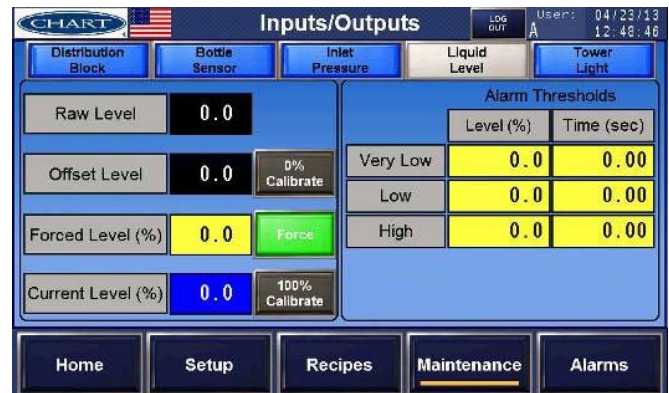 CHART
Inputs/Outputs
LOG
OUT
User:
A
04/23/13
12:48:46
Distribution
Block
Bottle
Sensor
Inlet
Pressure
Liquid
Level
Tower
Light
Raw Level
0.0
Offset Level
0.0
0%
Calibrate
Forced Level (%)
0.0
Force
Current Level (%)
0.0
100%
Calibrate
Alarm Thresholds
Level (%)
Time (sec)
Very Low
0.0
0.00
Low
0.0
0.00
High
0.0
0.00
Home
Setup
Recipes
Maintenance
Alarms